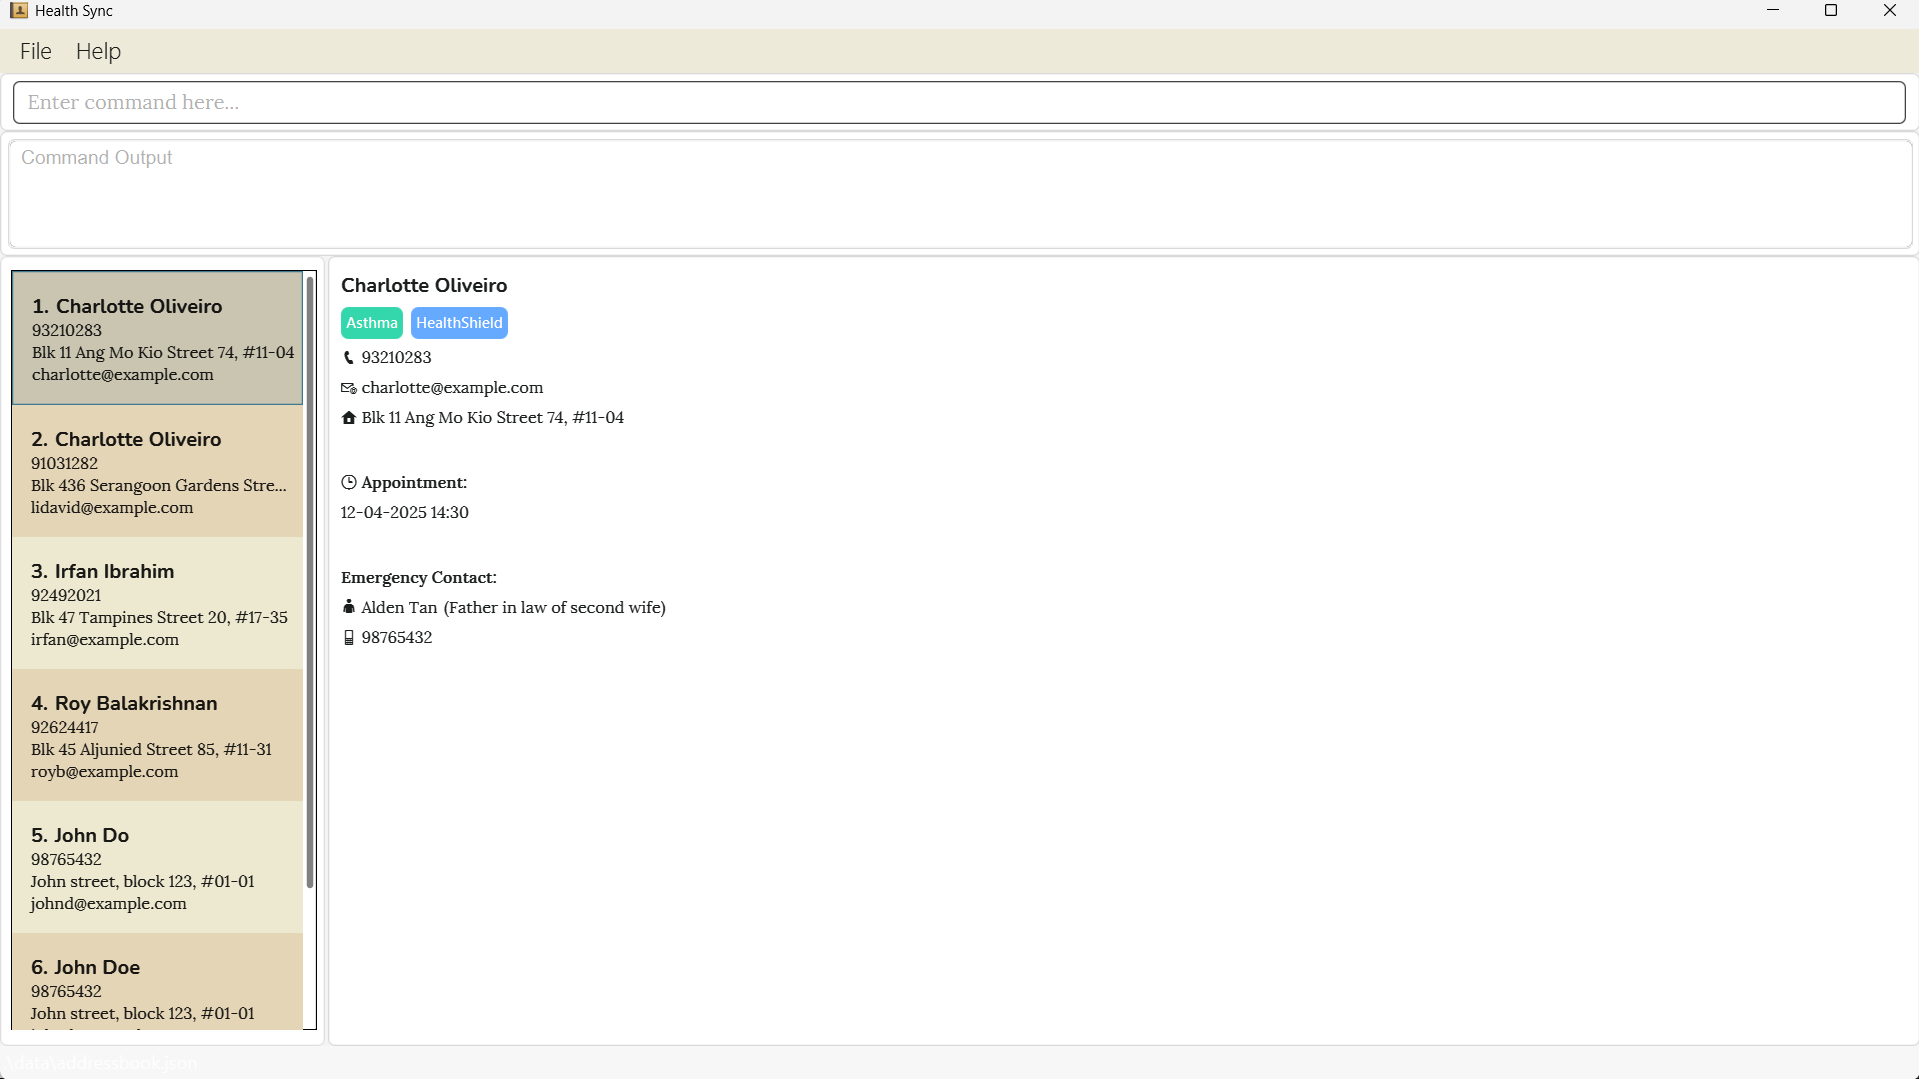 Health Sync
File Help
Enter command here...
Command Output
1. Charlotte Oliveiro
93210283
Blk 11 Ang Mo Kio Street 74, #11-04
charlotte@example.com
2. Charlotte Oliveiro
91031282
Blk 436 Serangoon Gardens Stre...
lidavid@example.com
3. Irfan Ibrahim
92492021
Blk 47 Tampines Street 20, #17-35
irfan@example.com
4. Roy Balakrishnan
92624417
Blk 45 Aljunied Street 85, #11-31
royb@example.com
5. John Do
98765432
John street, block 123, #01-01
johnd@example.com
6. John Doe
98765432
John street, block 123, #01-01
Charlotte Oliveiro
Asthma HealthShield
93210283
charlotte@example.com
Blk 11 Ang Mo Kio Street 74, #11-04
Appointment:
12-04-2025 14:30
Emergency Contact:
Alden Tan (Father in law of second wife)
98765432
\data\addressbook.json